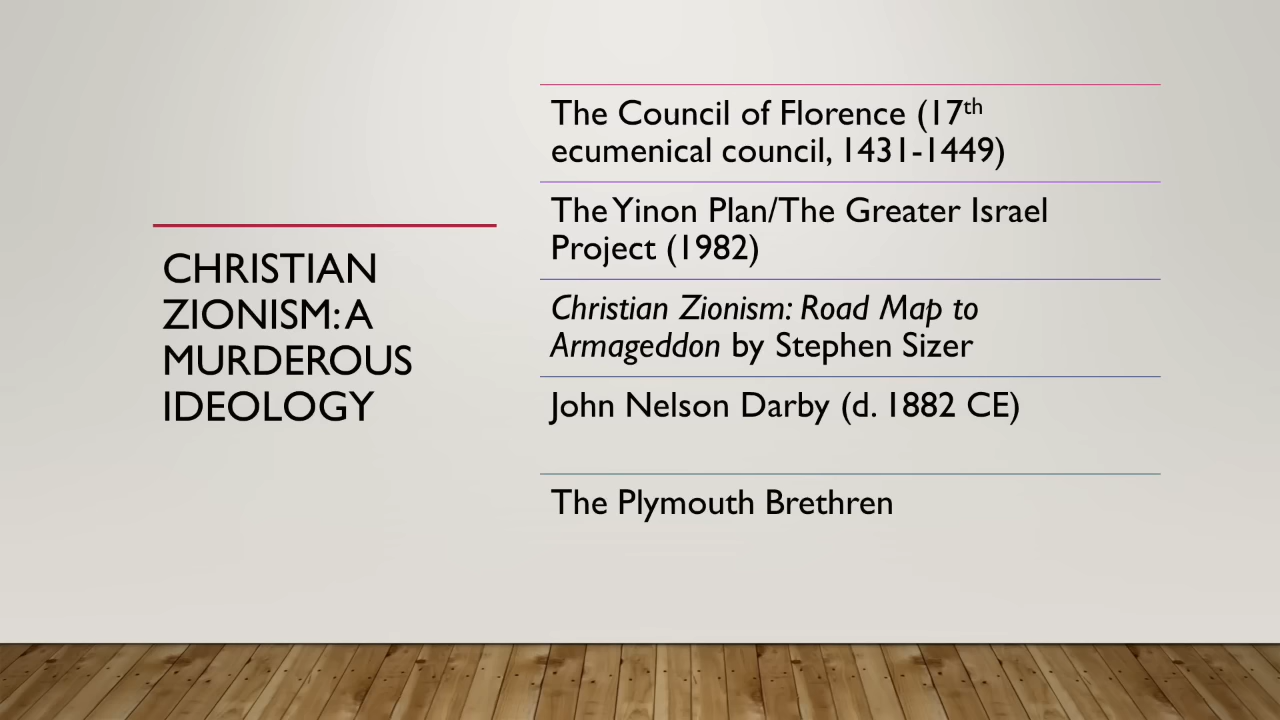 CHRISTIAN
ZIONISM: A
MURDEROUS
IDEOLOGY
The Council of Florence (17th
ecumenical council, 1431-1449)
The Yinon Plan/The Greater Israel
Project (1982)
Christian Zionism: Road Map to
Armageddon by Stephen Sizer
John Nelson Darby (d. 1882 CE)
The Plymouth Brethren